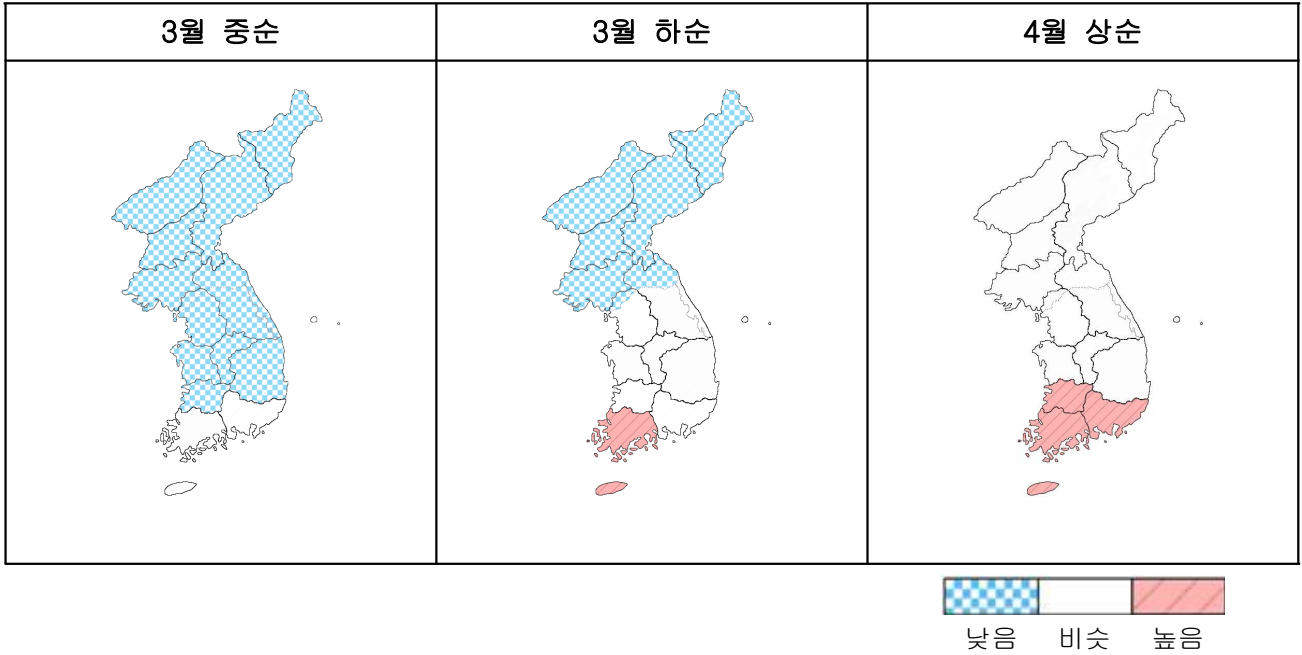 3월 중순
3월 하순
4월 상순
낮음
비슷
높음